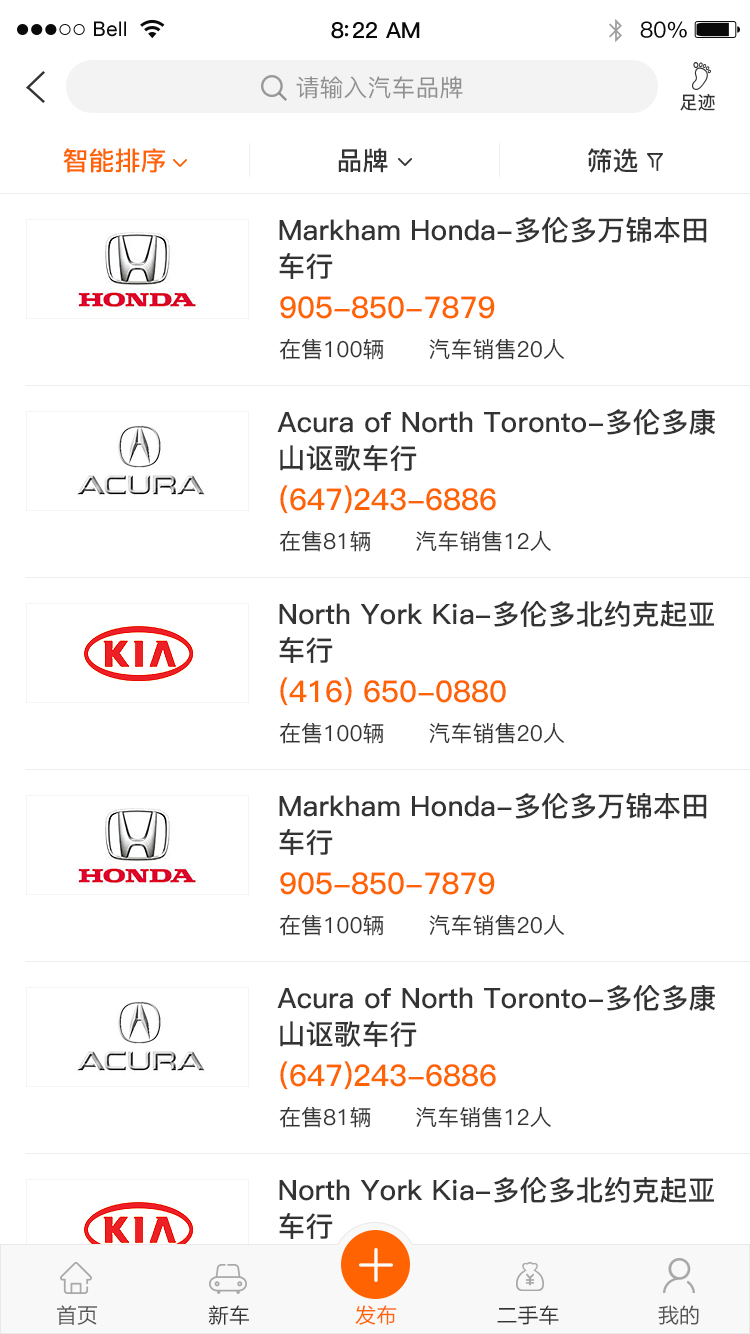 Bell 8:22 AM 80%
请输入汽车品牌
足迹
智能排序 品牌 筛选
HONDA
Markham Honda-多伦多万锦本田
车行
905-850-7879
在售100辆 汽车销售20人
ACURA
Acura of North Toronto-多伦多康
山讴歌车行
(647)243-6886
在售81辆 汽车销售12人
KIA
North York Kia-多伦多北约克起亚
车行
(416) 650-0880
在售100辆 汽车销售20人
HONDA
Markham Honda-多伦多万锦本田
车行
905-850-7879
在售100辆 汽车销售20人
ACURA
Acura of North Toronto-多伦多康
山讴歌车行
(647)243-6886
在售81辆 汽车销售12人
KIA
North York Kia-多伦多北约克起亚
车行
首页 新车 发布 二手车 我的